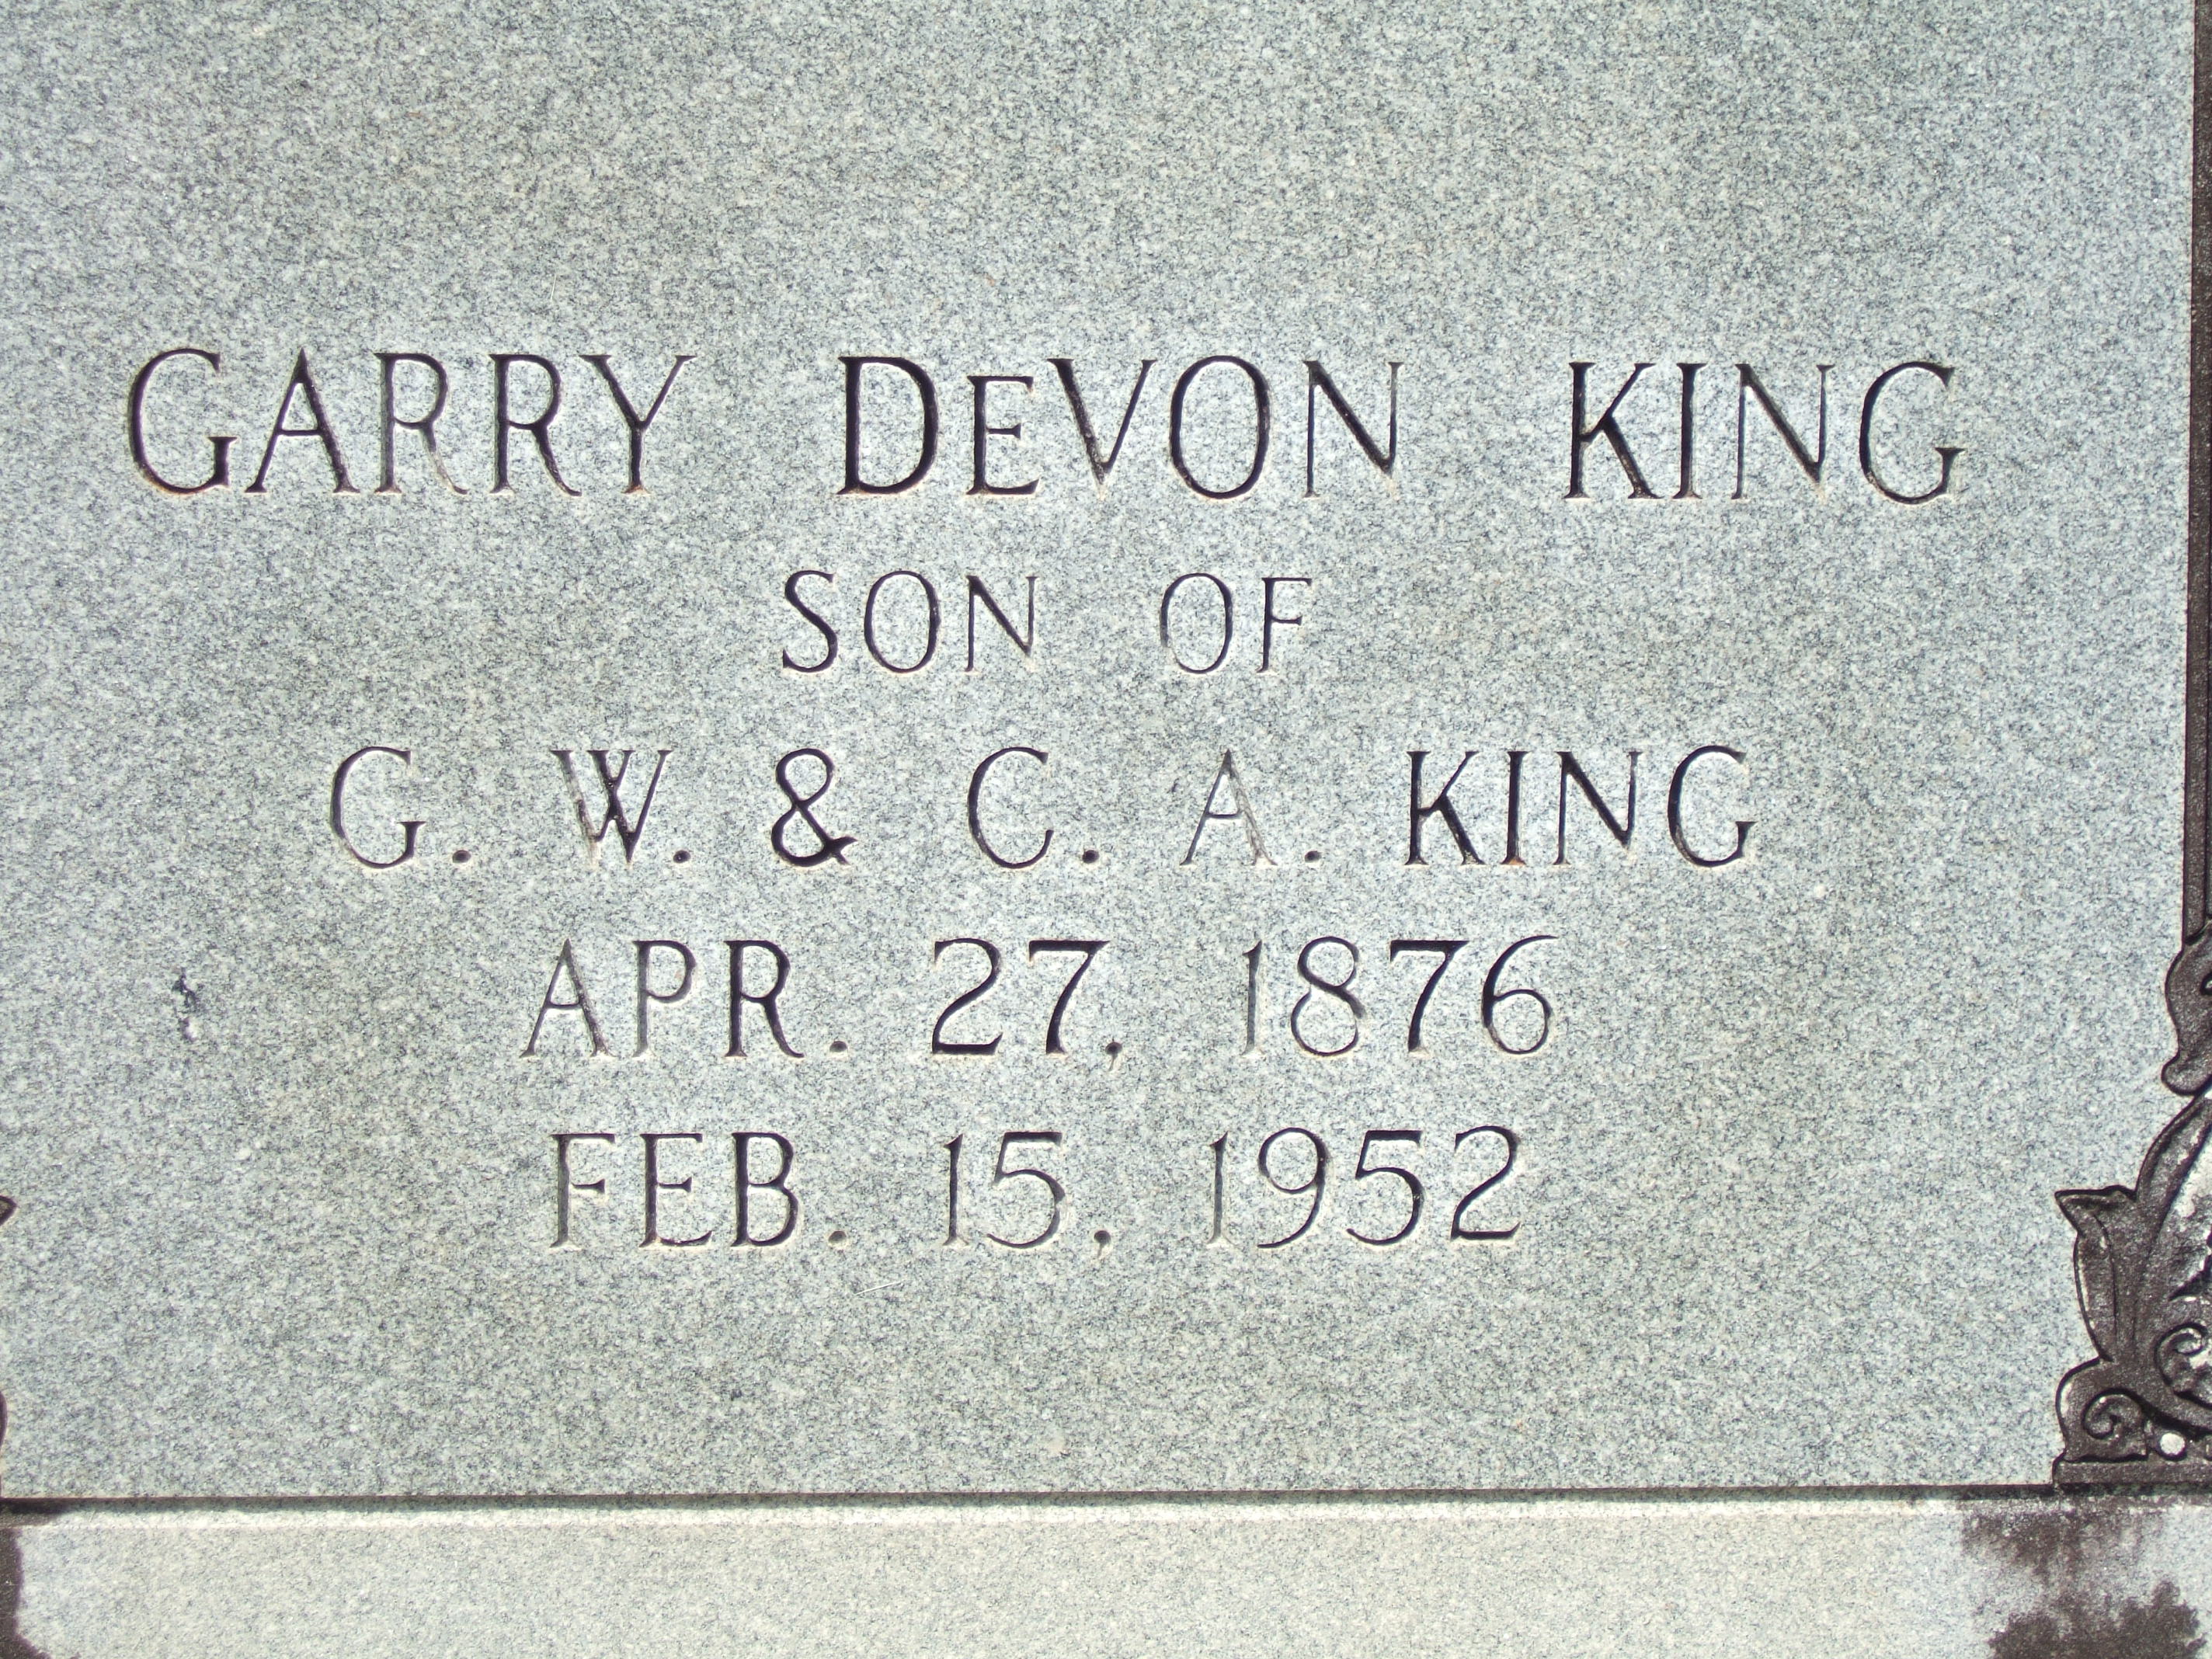 GARRY DeVON KING
SON OF
G. W. & C. A. KING
APR. 27, 1876
FEB. 15, 1952